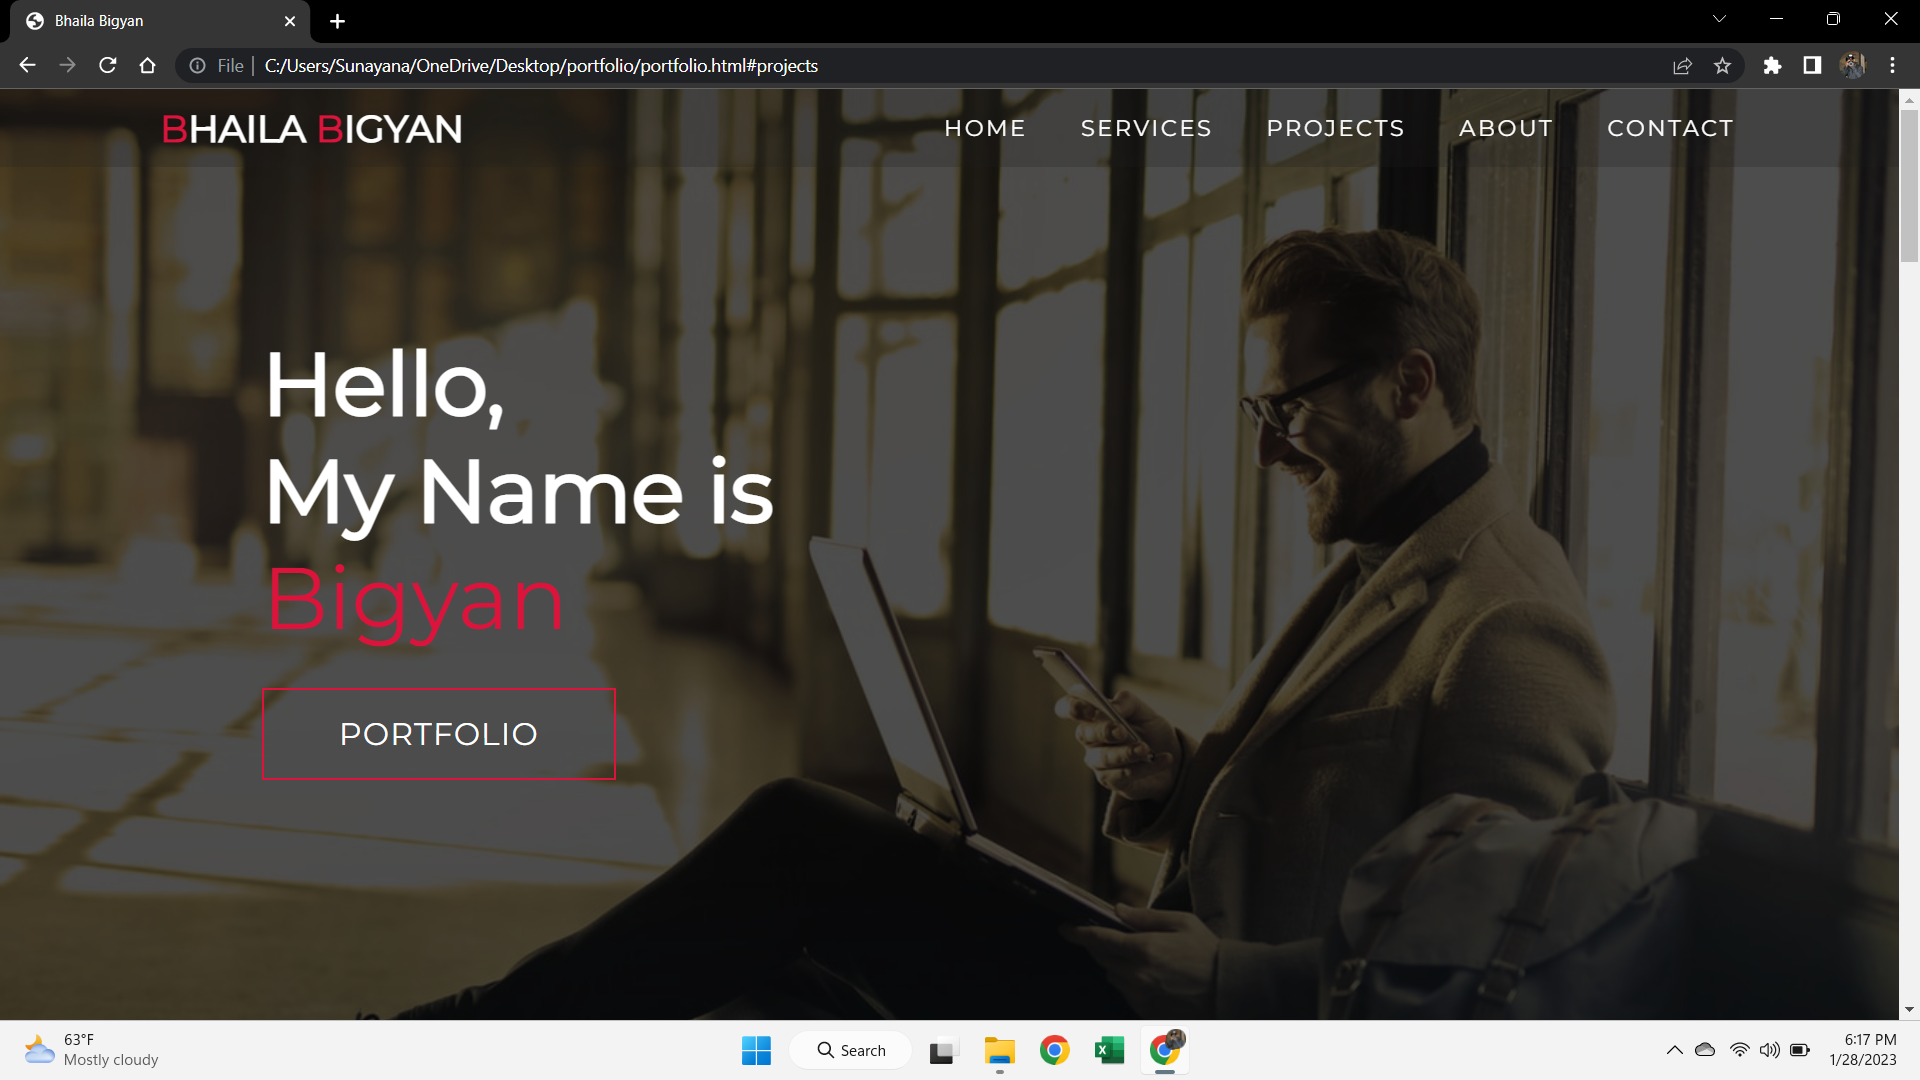 Bhaila Bigyan
File
C:/Users/Sunayana/OneDrive/Desktop/portfolio/portfolio.html#projects
BHAILA BIGYAN
HOME
SERVICES
PROJECTS
ABOUT
CONTACT
Hello,
My Name is
Bigyan
PORTFOLIO
63°F
Mostly cloudy
Search
6:17 PM
1/28/2023